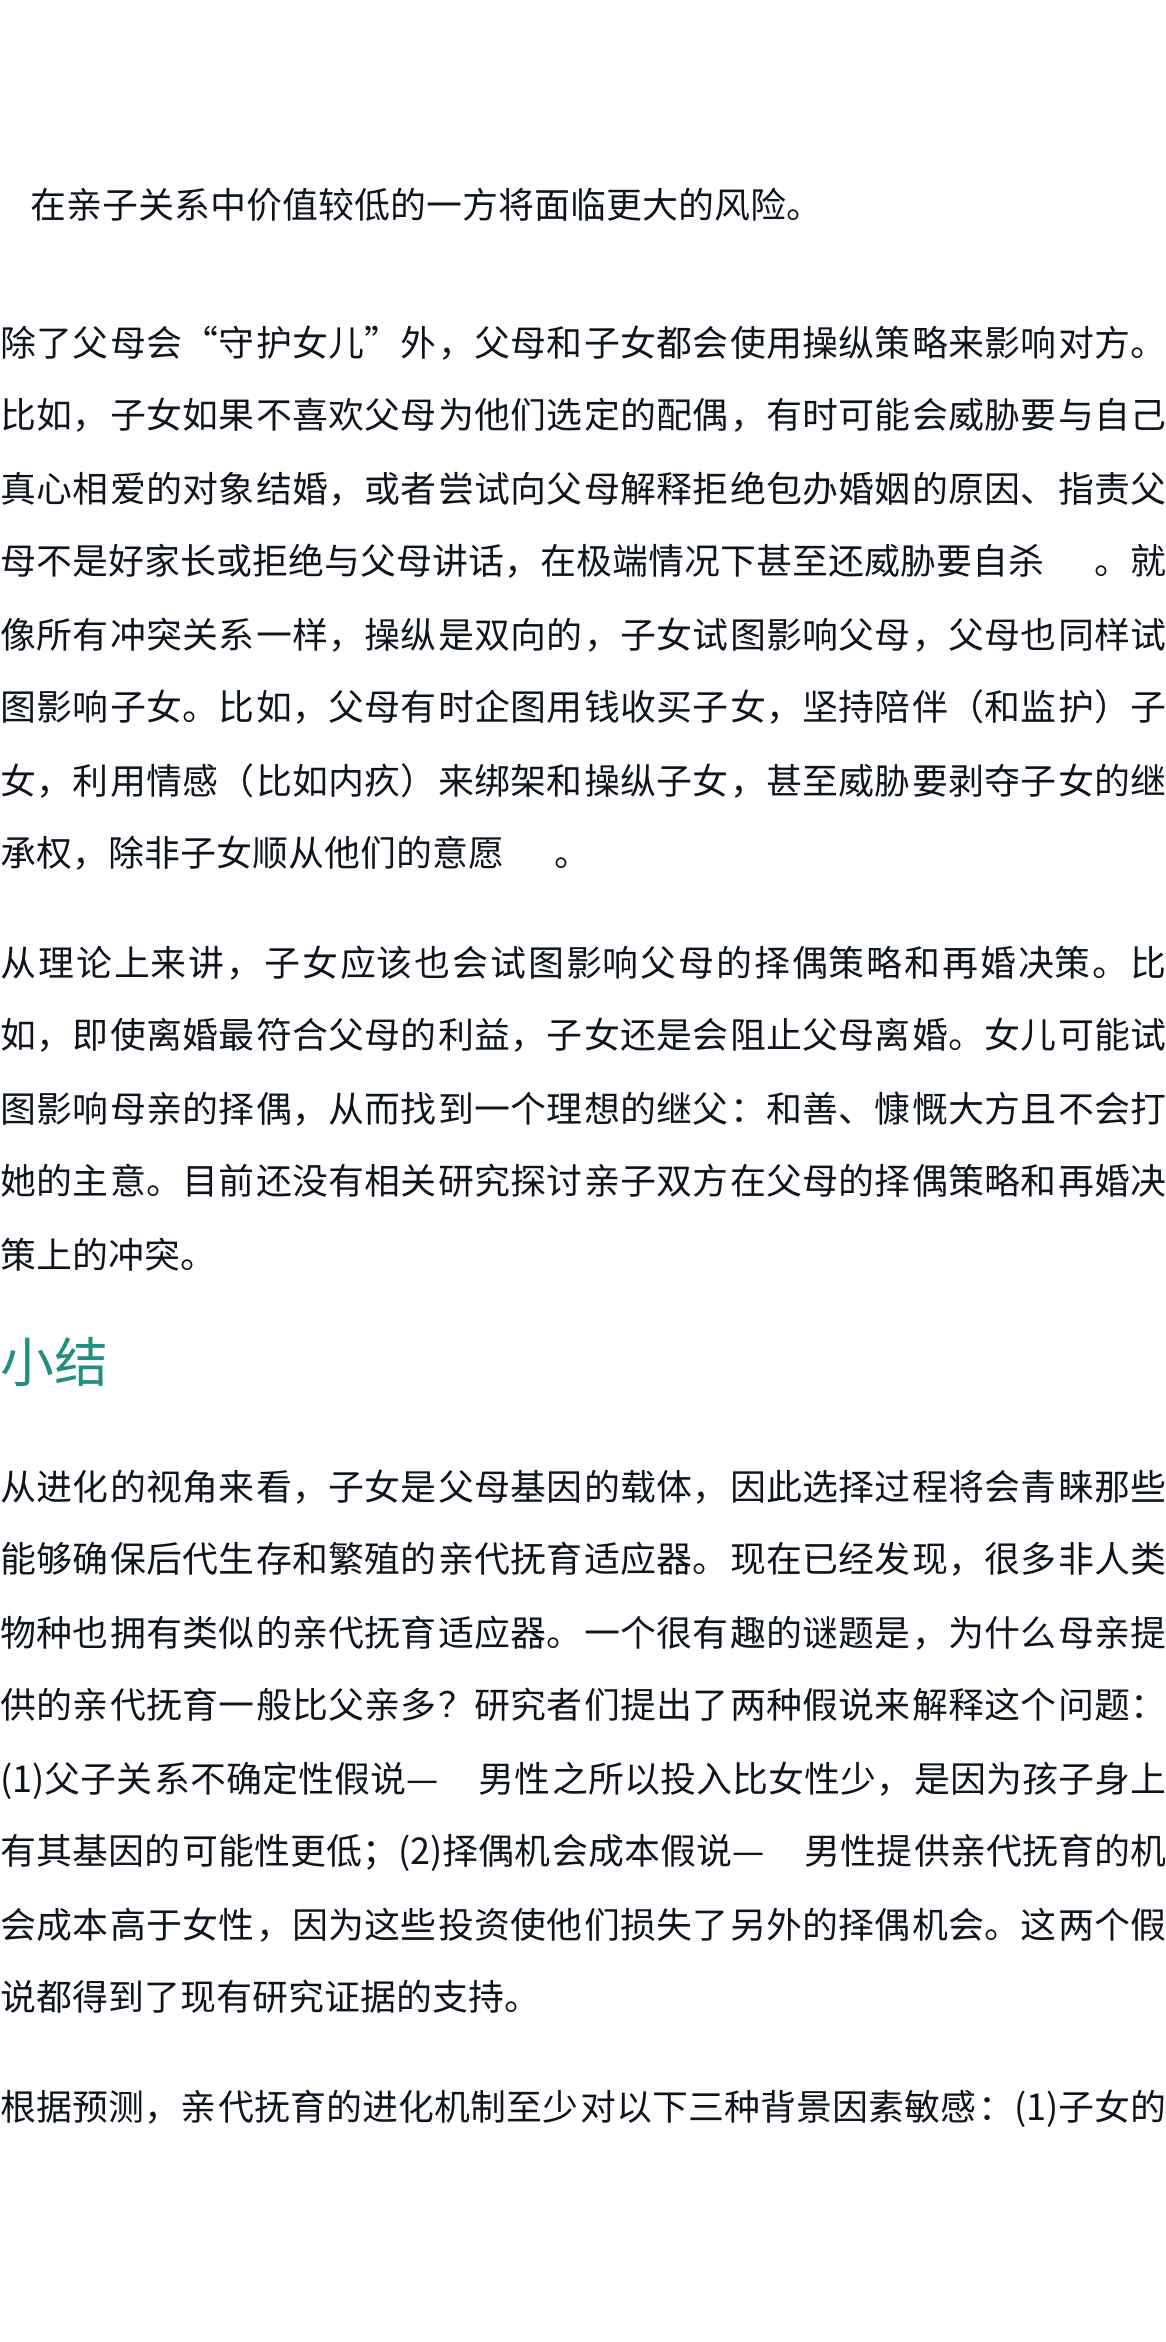 在亲子关系中价值较低的一方将面临更大的风险。
除了父母会“守护女儿”外，父母和子女都会使用操纵策略来影响对方。
比如，子女如果不喜欢父母为他们选定的配偶，有时可能会威胁要与自己
真心相爱的对象结婚，或者尝试向父母解释拒绝包办婚姻的原因、指责父
母不是好家长或拒绝与父母讲话，在极端情况下甚至还威胁要自杀 。就
像所有冲突关系一样，操纵是双向的，子女试图影响父母，父母也同样试
图影响子女。比如，父母有时企图用钱收买子女，坚持陪伴（和监护）子
女，利用情感（比如内疚）来绑架和操纵子女，甚至威胁要剥夺子女的继
承权，除非子女顺从他们的意愿 。
从理论上来讲，子女应该也会试图影响父母的择偶策略和再婚决策。比
如，即使离婚最符合父母的利益，子女还是会阻止父母离婚。女儿可能试
图影响母亲的择偶，从而找到一个理想的继父：和善、慷慨大方且不会打
她的主意。目前还没有相关研究探讨亲子双方在父母的择偶策略和再婚决
策上的冲突。
小结
从进化的视角来看，子女是父母基因的载体，因此选择过程将会青睐那些
能够确保后代生存和繁殖的亲代抚育适应器。现在已经发现，很多非人类
物种也拥有类似的亲代抚育适应器。一个很有趣的谜题是，为什么母亲提
供的亲代抚育一般比父亲多？研究者们提出了两种假说来解释这个问题：
(1)父子关系不确定性假说— 男性之所以投入比女性少，是因为孩子身上
有其基因的可能性更低；(2)择偶机会成本假说— 男性提供亲代抚育的机
会成本高于女性，因为这些投资使他们损失了另外的择偶机会。这两个假
说都得到了现有研究证据的支持。
根据预测，亲代抚育的进化机制至少对以下三种背景因素敏感：(1)子女的